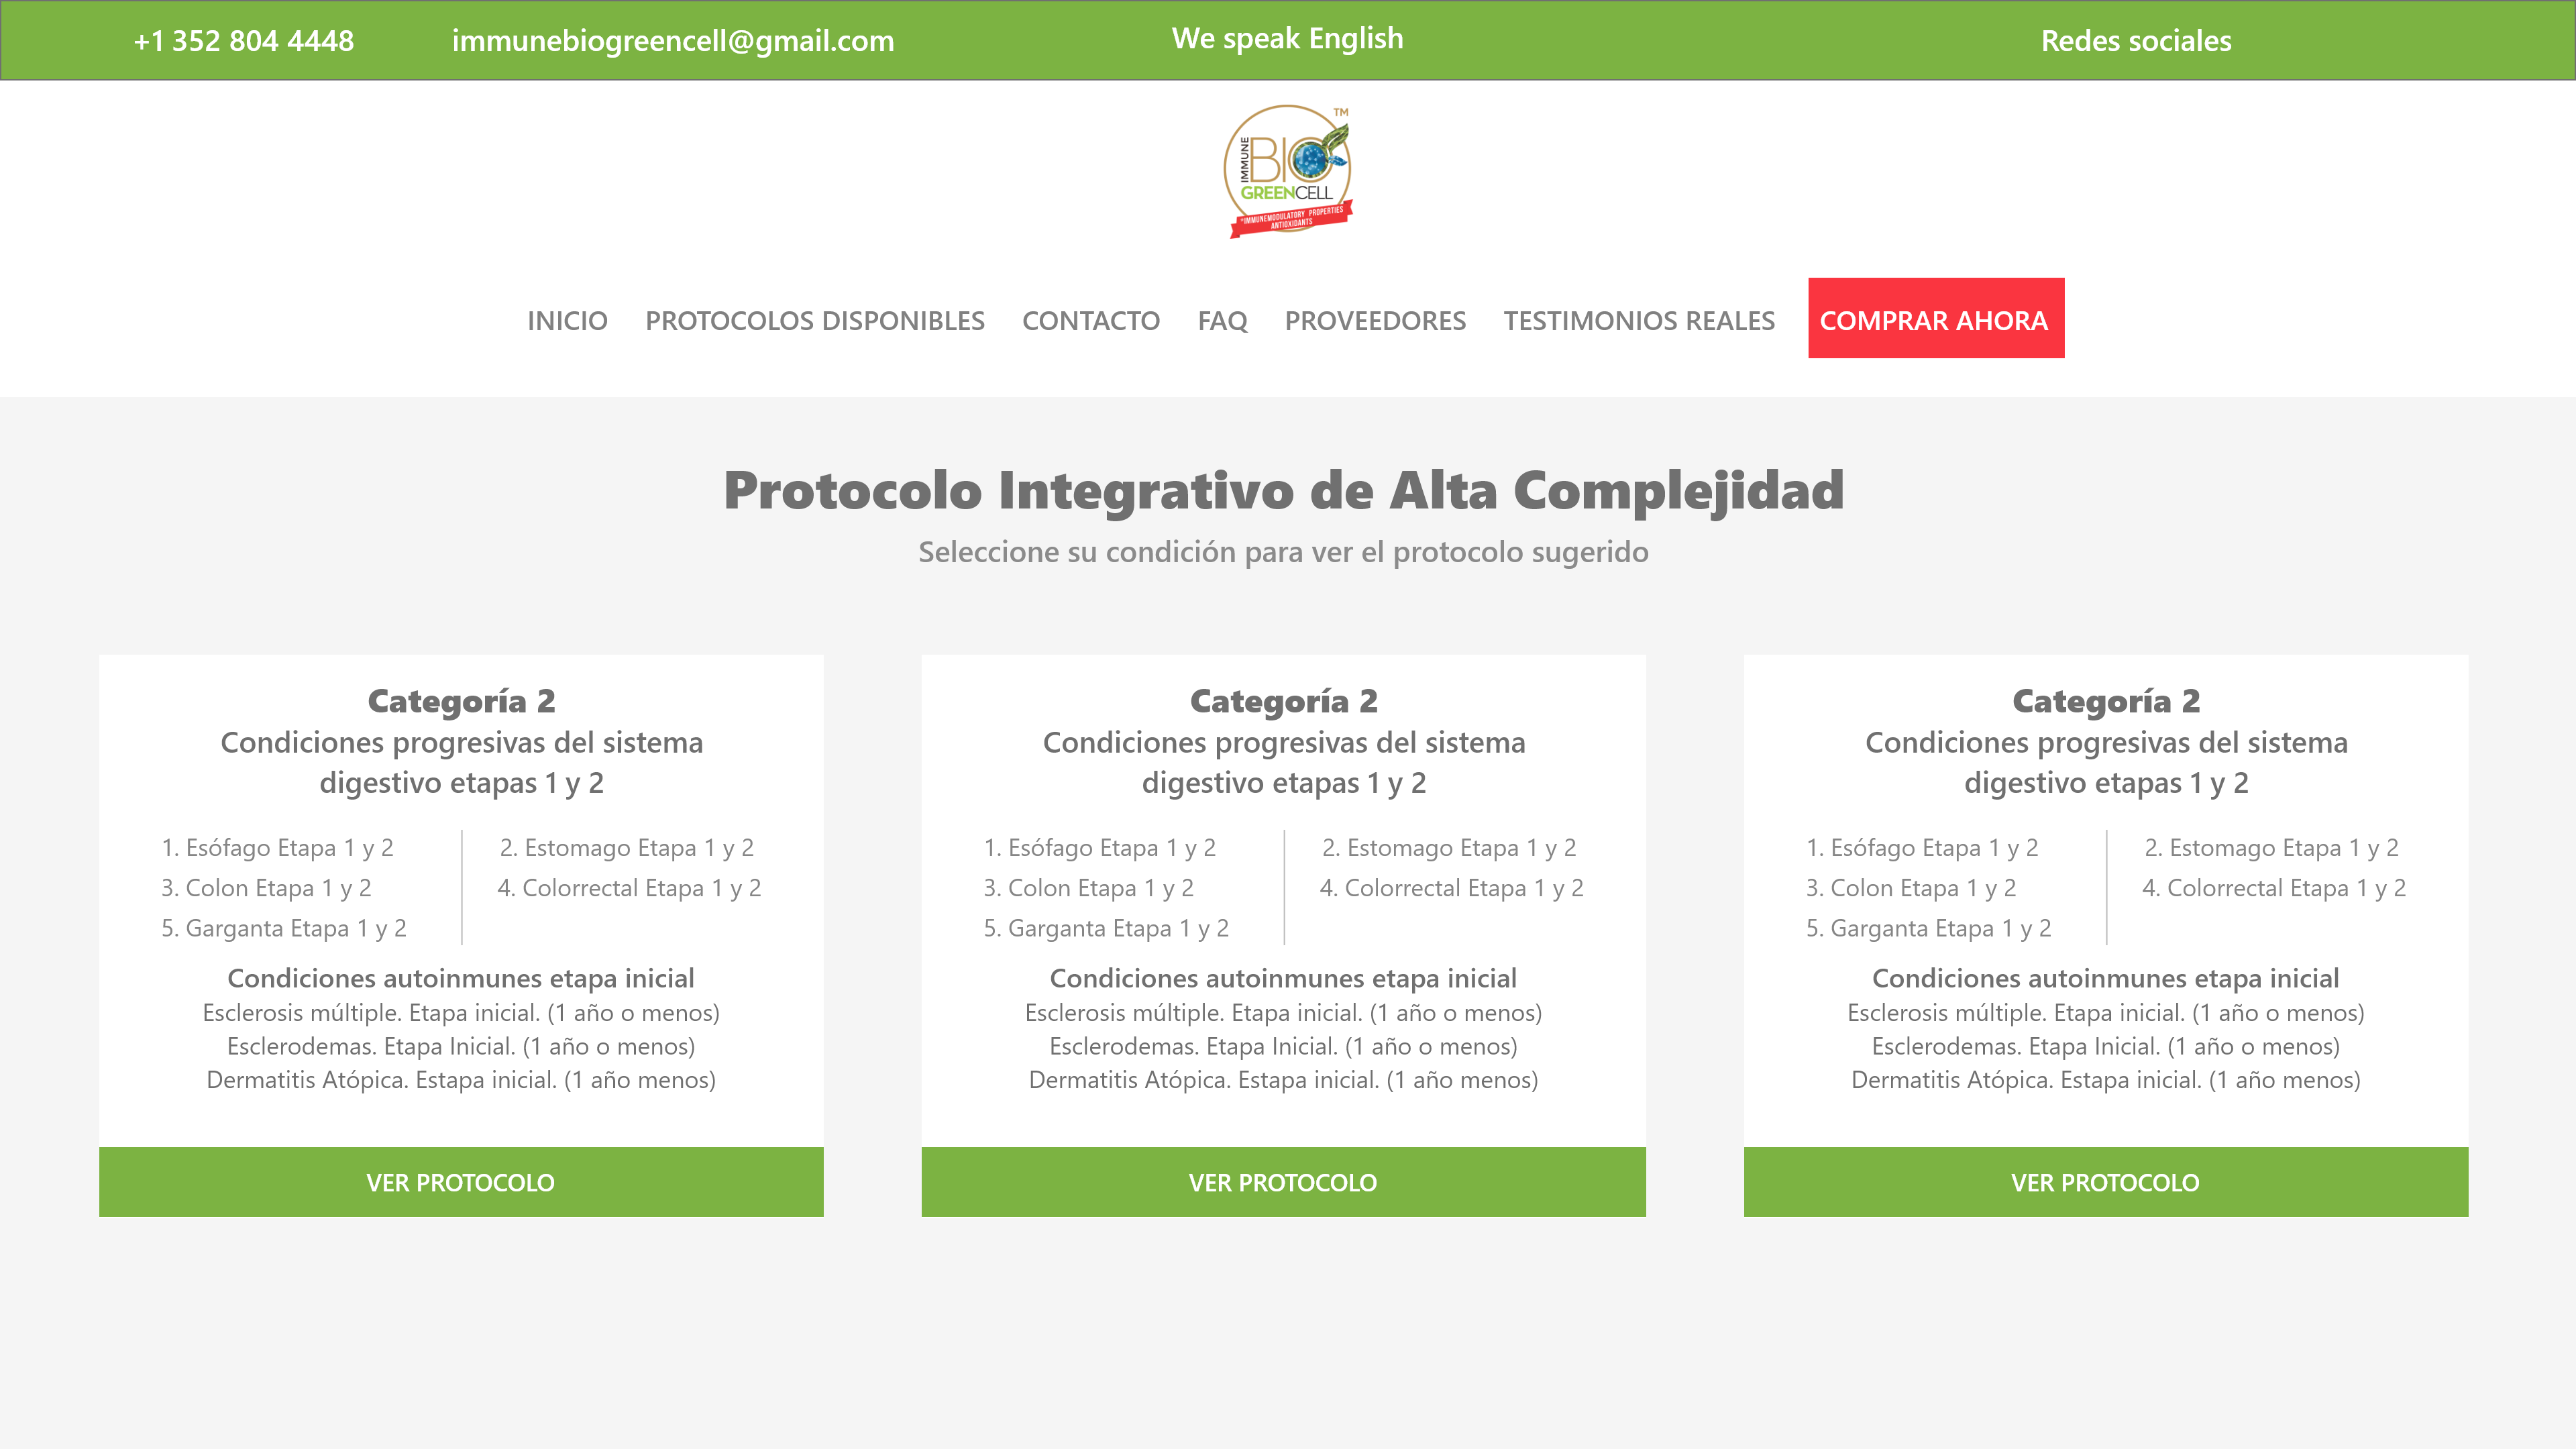 +1 352 804 4448
immunebiogreencell@gmail.com
We speak English
Redes sociales
TM
IMMUNE
BIO
GREENCELL
*IMMUNEMODULATORY PROPERTIES
ANTIOXIDANTS
INICIO PROTOCOLOS DISPONIBLES CONTACTO FAQ PROVEEDORES TESTIMONIOS REALES COMPRAR AHORA
Protocolo Integrativo de Alta Complejidad
Seleccione su condición para ver el protocolo sugerido
Categoría 2
Condiciones progresivas del sistema
digestivo etapas 1 y 2
1. Esófago Etapa 1 y 2
2. Estomago Etapa 1 y 2
3. Colon Etapa 1 y 2
4. Colorrectal Etapa 1 y 2
5. Garganta Etapa 1 y 2
Condiciones autoinmunes etapa inicial
Esclerosis múltiple. Etapa inicial. (1 año o menos)
Esclerodemas. Etapa Inicial. (1 año o menos)
Dermatitis Atópica. Estapa inicial. (1 año menos)
VER PROTOCOLO
Categoría 2
Condiciones progresivas del sistema
digestivo etapas 1 y 2
1. Esófago Etapa 1 y 2
2. Estomago Etapa 1 y 2
3. Colon Etapa 1 y 2
4. Colorrectal Etapa 1 y 2
5. Garganta Etapa 1 y 2
Condiciones autoinmunes etapa inicial
Esclerosis múltiple. Etapa inicial. (1 año o menos)
Esclerodemas. Etapa Inicial. (1 año o menos)
Dermatitis Atópica. Estapa inicial. (1 año menos)
VER PROTOCOLO
Categoría 2
Condiciones progresivas del sistema
digestivo etapas 1 y 2
1. Esófago Etapa 1 y 2
2. Estomago Etapa 1 y 2
3. Colon Etapa 1 y 2
4. Colorrectal Etapa 1 y 2
5. Garganta Etapa 1 y 2
Condiciones autoinmunes etapa inicial
Esclerosis múltiple. Etapa inicial. (1 año o menos)
Esclerodemas. Etapa Inicial. (1 año o menos)
Dermatitis Atópica. Estapa inicial. (1 año menos)
VER PROTOCOLO